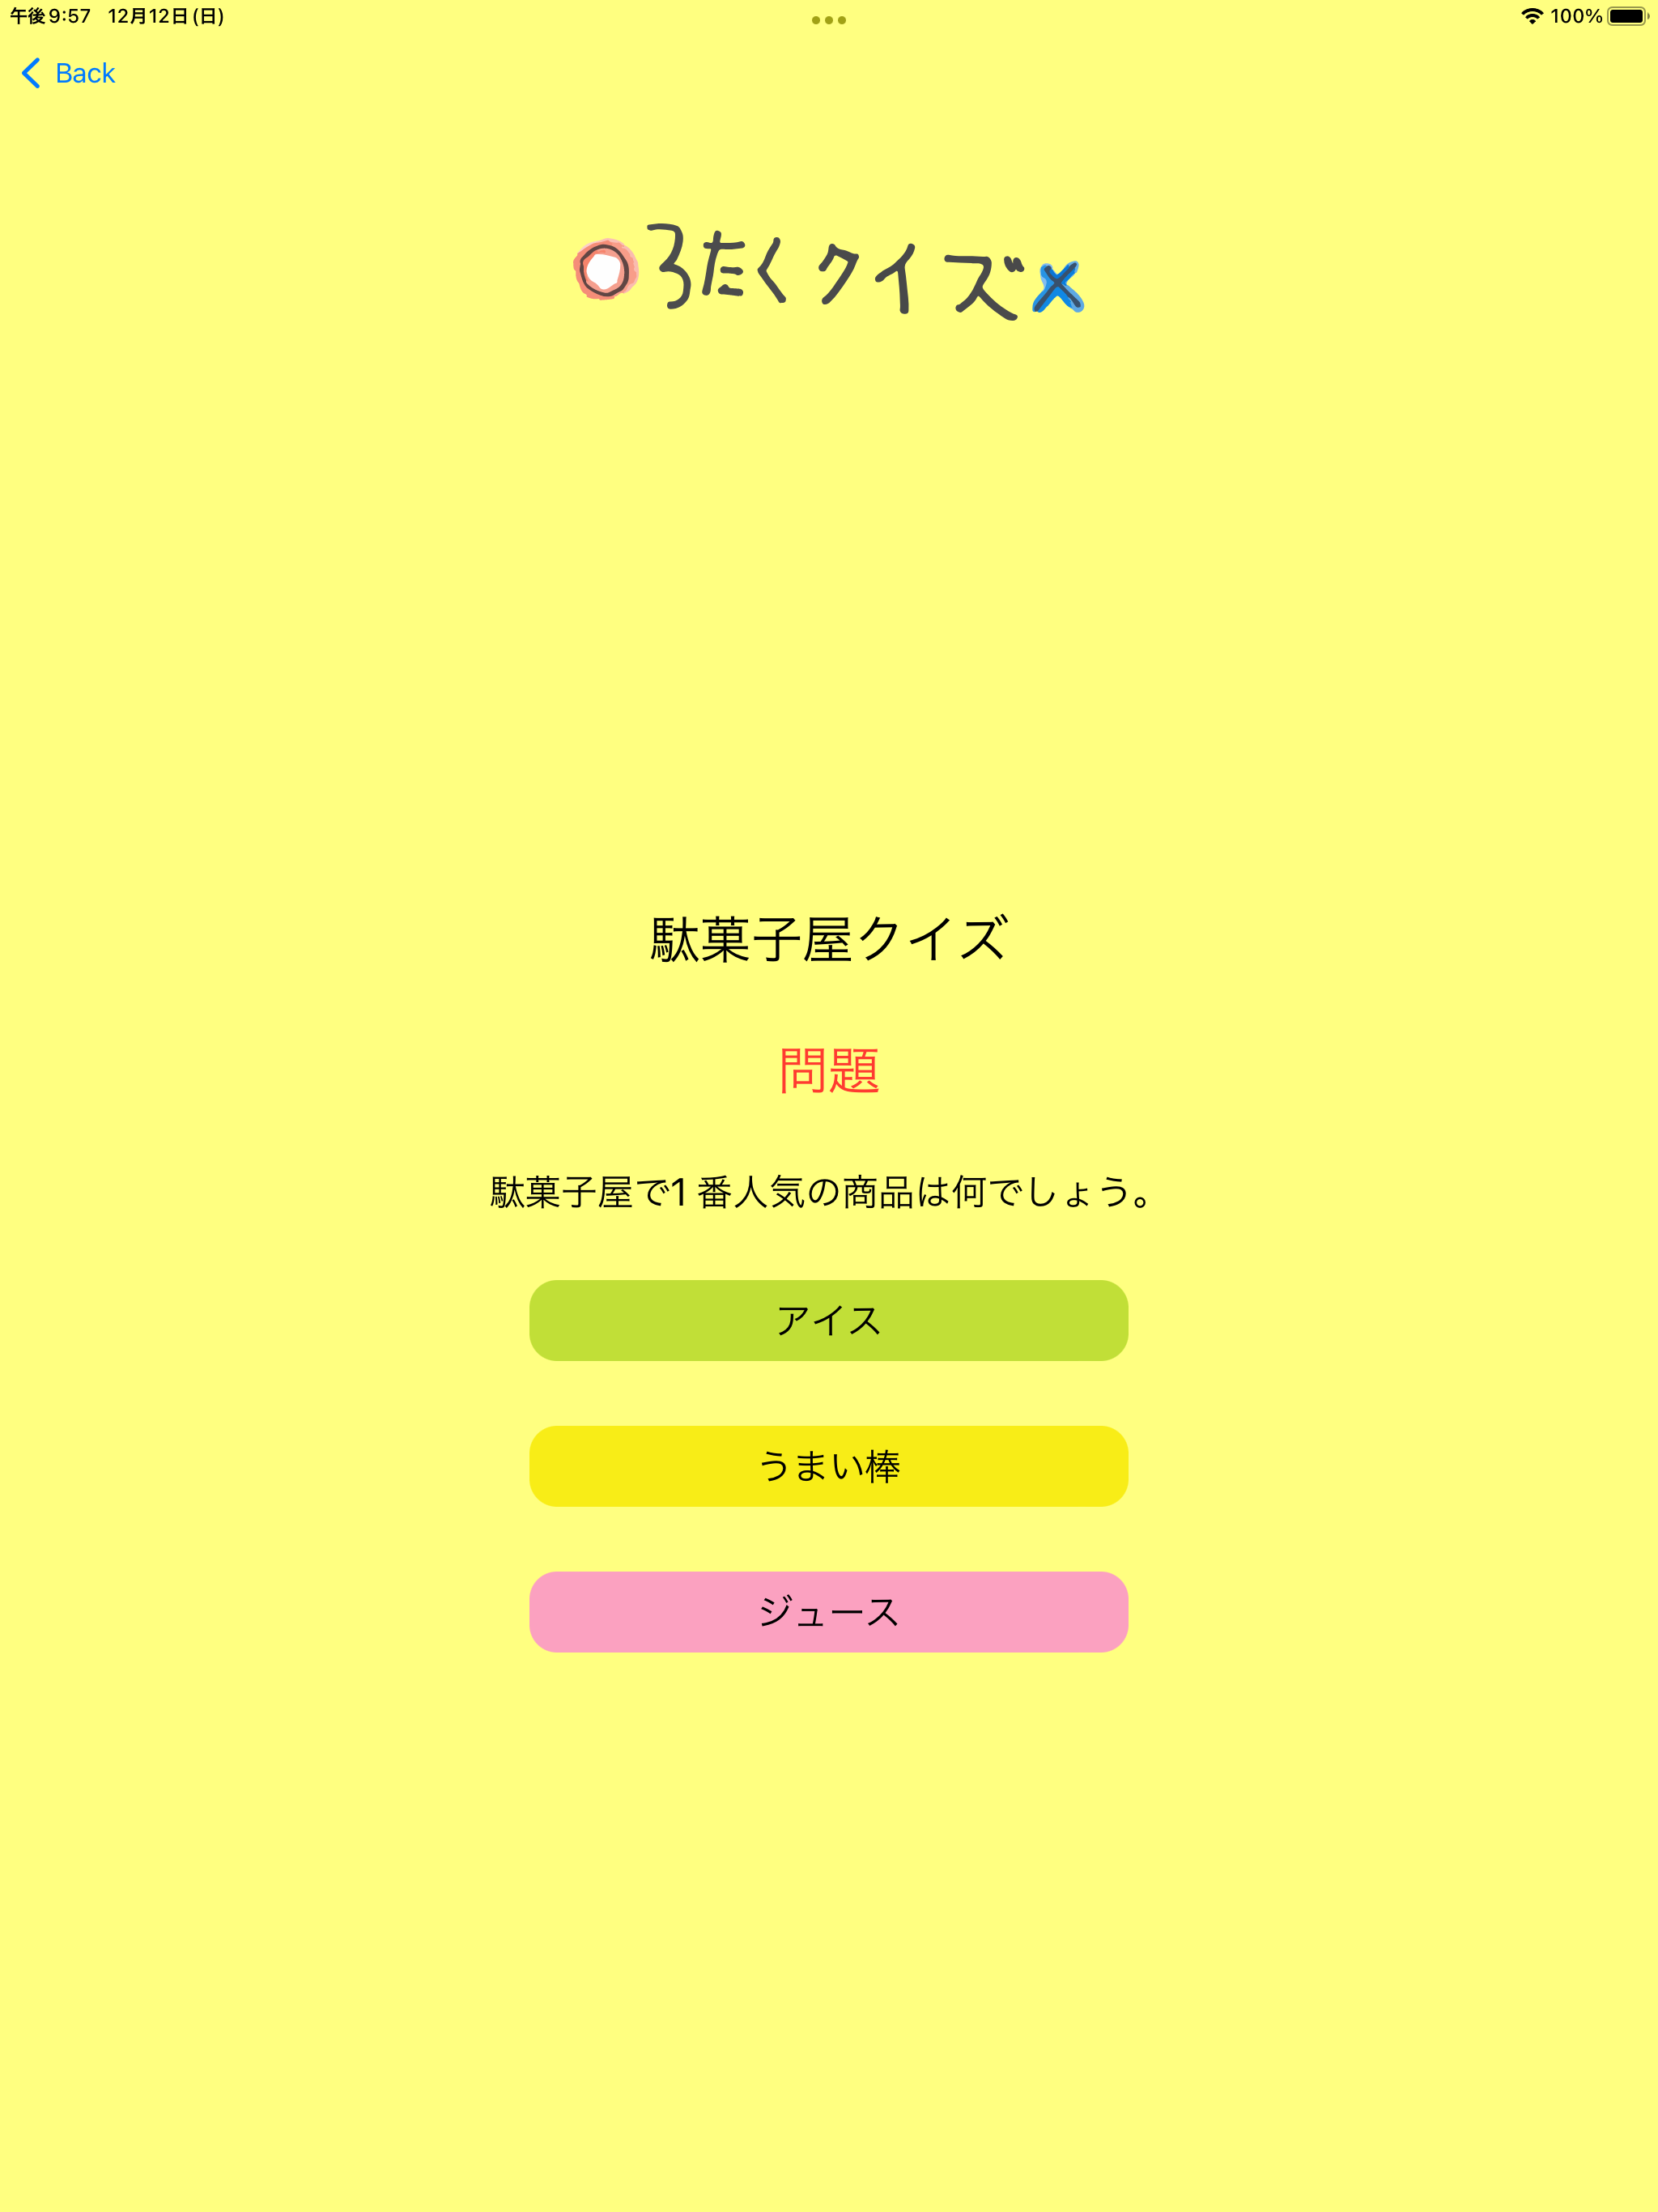 午後9:57 12月12日(日)
100%
Back
3たくクイズ
駄菓子屋クイズ
問題
駄菓子屋で1番人気の商品は何でしょう。
アイス
うまい棒
ジュース